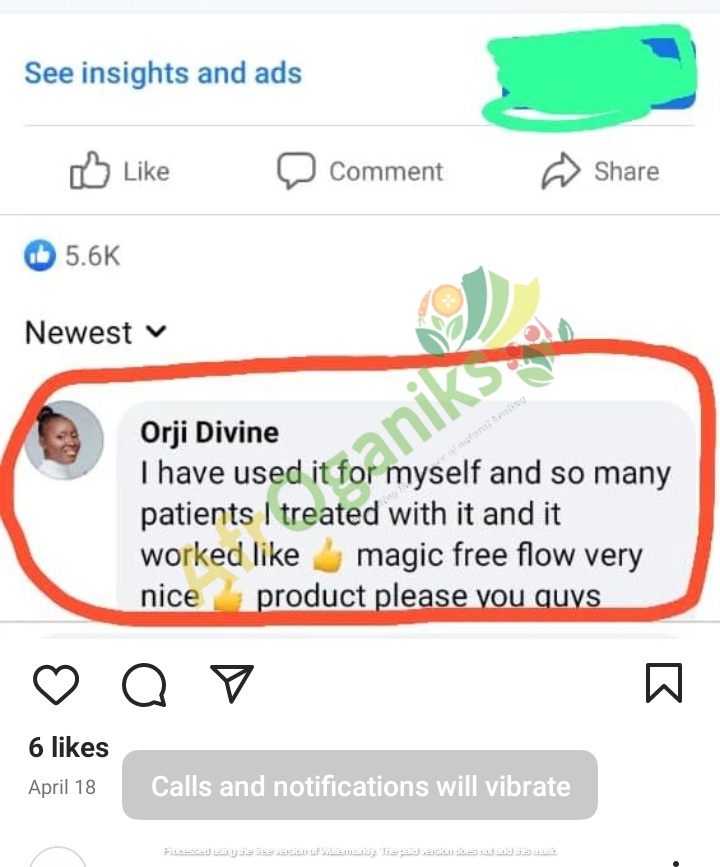 See insights and ads
Like
Comment
Share
5.6K
Newest
AfrOganiks
of natural healing
Orji Divine
I have used it for myself and so many
patients I treated with it and it
worked like 👍 magic free flow very
nice 👍 product please you guys
6 likes
April 18
Calls and notifications will vibrate
Processed using the free version of Watermarkly. The paid version does not add this mark.